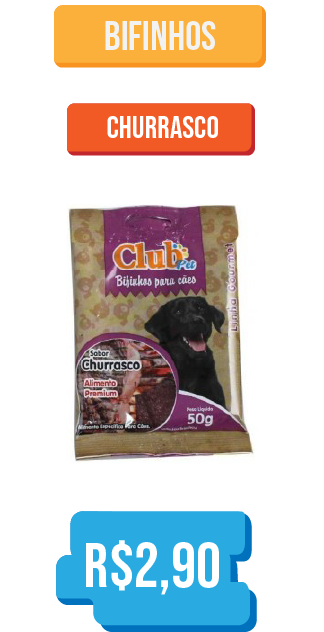 BIFINHOS
CHURRASCO
Club Pet
Bifinhos para cães
Linha Gourmet
Sabor
Churrasco
Alimento
Premium
Alimento Específico Para Cães.
Peso Líquido
50g
R$2,90